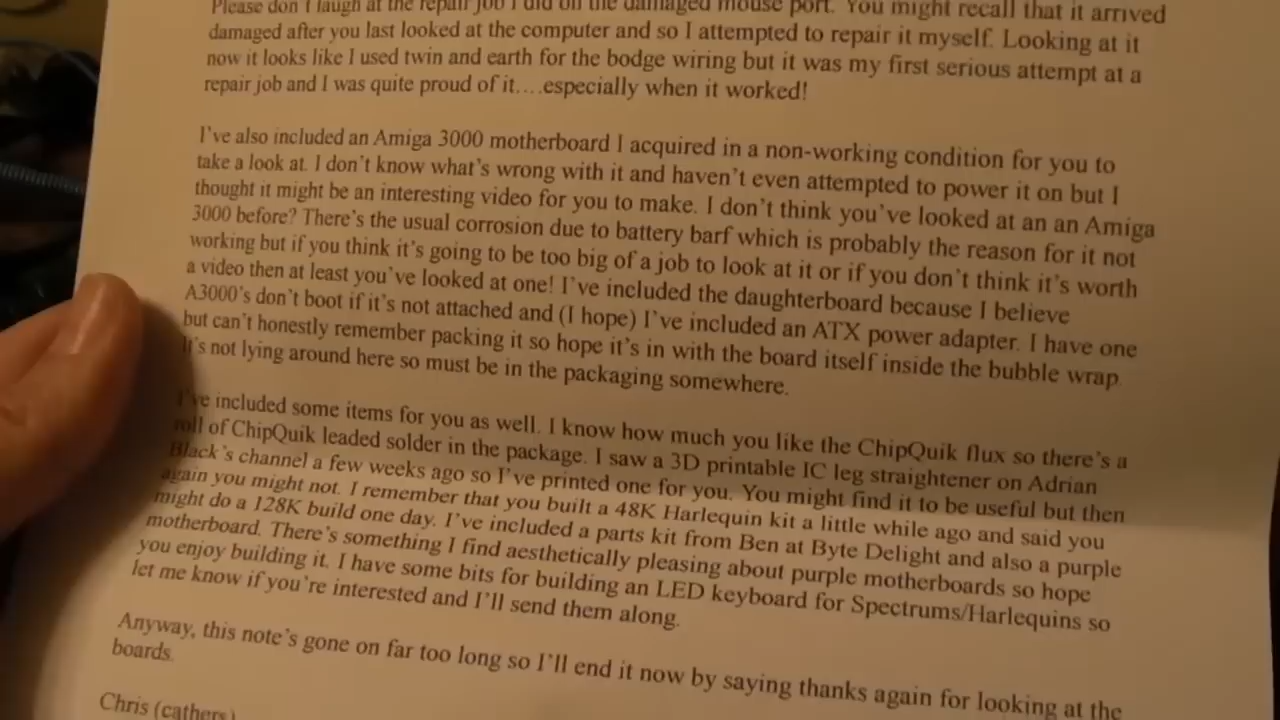 Please don't laugh at the repair job I did on the damaged mouse port. You might recall that it arrived
damaged after you last looked at the computer and so I attempted to repair it myself. Looking at it
now it looks like I used twin and earth for the bodge wiring but it was my first serious attempt at a
repair job and I was quite proud of it....especially when it worked!
I've also included an Amiga 3000 motherboard I acquired in a non-working condition for you to
take a look at. I don't know what's wrong with it and haven't even attempted to power it on but I
thought it might be an interesting video for you to make. I don't think you've looked at an an Amiga
3000 before? There's the usual corrosion due to battery barf which is probably the reason for it not
working but if you think it's going to be too big of a job to look at it or if you don't think it's worth
a video then at least you've looked at one! I've included the daughterboard because I believe
A3000's don't boot if it's not attached and (I hope) I've included an ATX power adapter. I have one
but can't honestly remember packing it so hope it's in with the board itself inside the bubble wrap.
It's not lying around here so must be in the packaging somewhere.
I've included some items for you as well. I know how much you like the ChipQuik flux so there's a
roll of ChipQuik leaded solder in the package. I saw a 3D printable IC leg straightener on Adrian
Black's channel a few weeks ago so I've printed one for you. You might find it to be useful but then
again you might not. I remember that you built a 48K Harlequin kit a little while ago and said you
might do a 128K build one day. I've included a parts kit from Ben at Byte Delight and also a purple
motherboard. There's something I find aesthetically pleasing about purple motherboards so hope
you enjoy building it. I have some bits for building an LED keyboard for Spectrums/Harlequins so
let me know if you're interested and I'll send them along.
Anyway, this note's gone on far too long so I'll end it now by saying thanks again for looking at the
boards.
Chris (cathers)